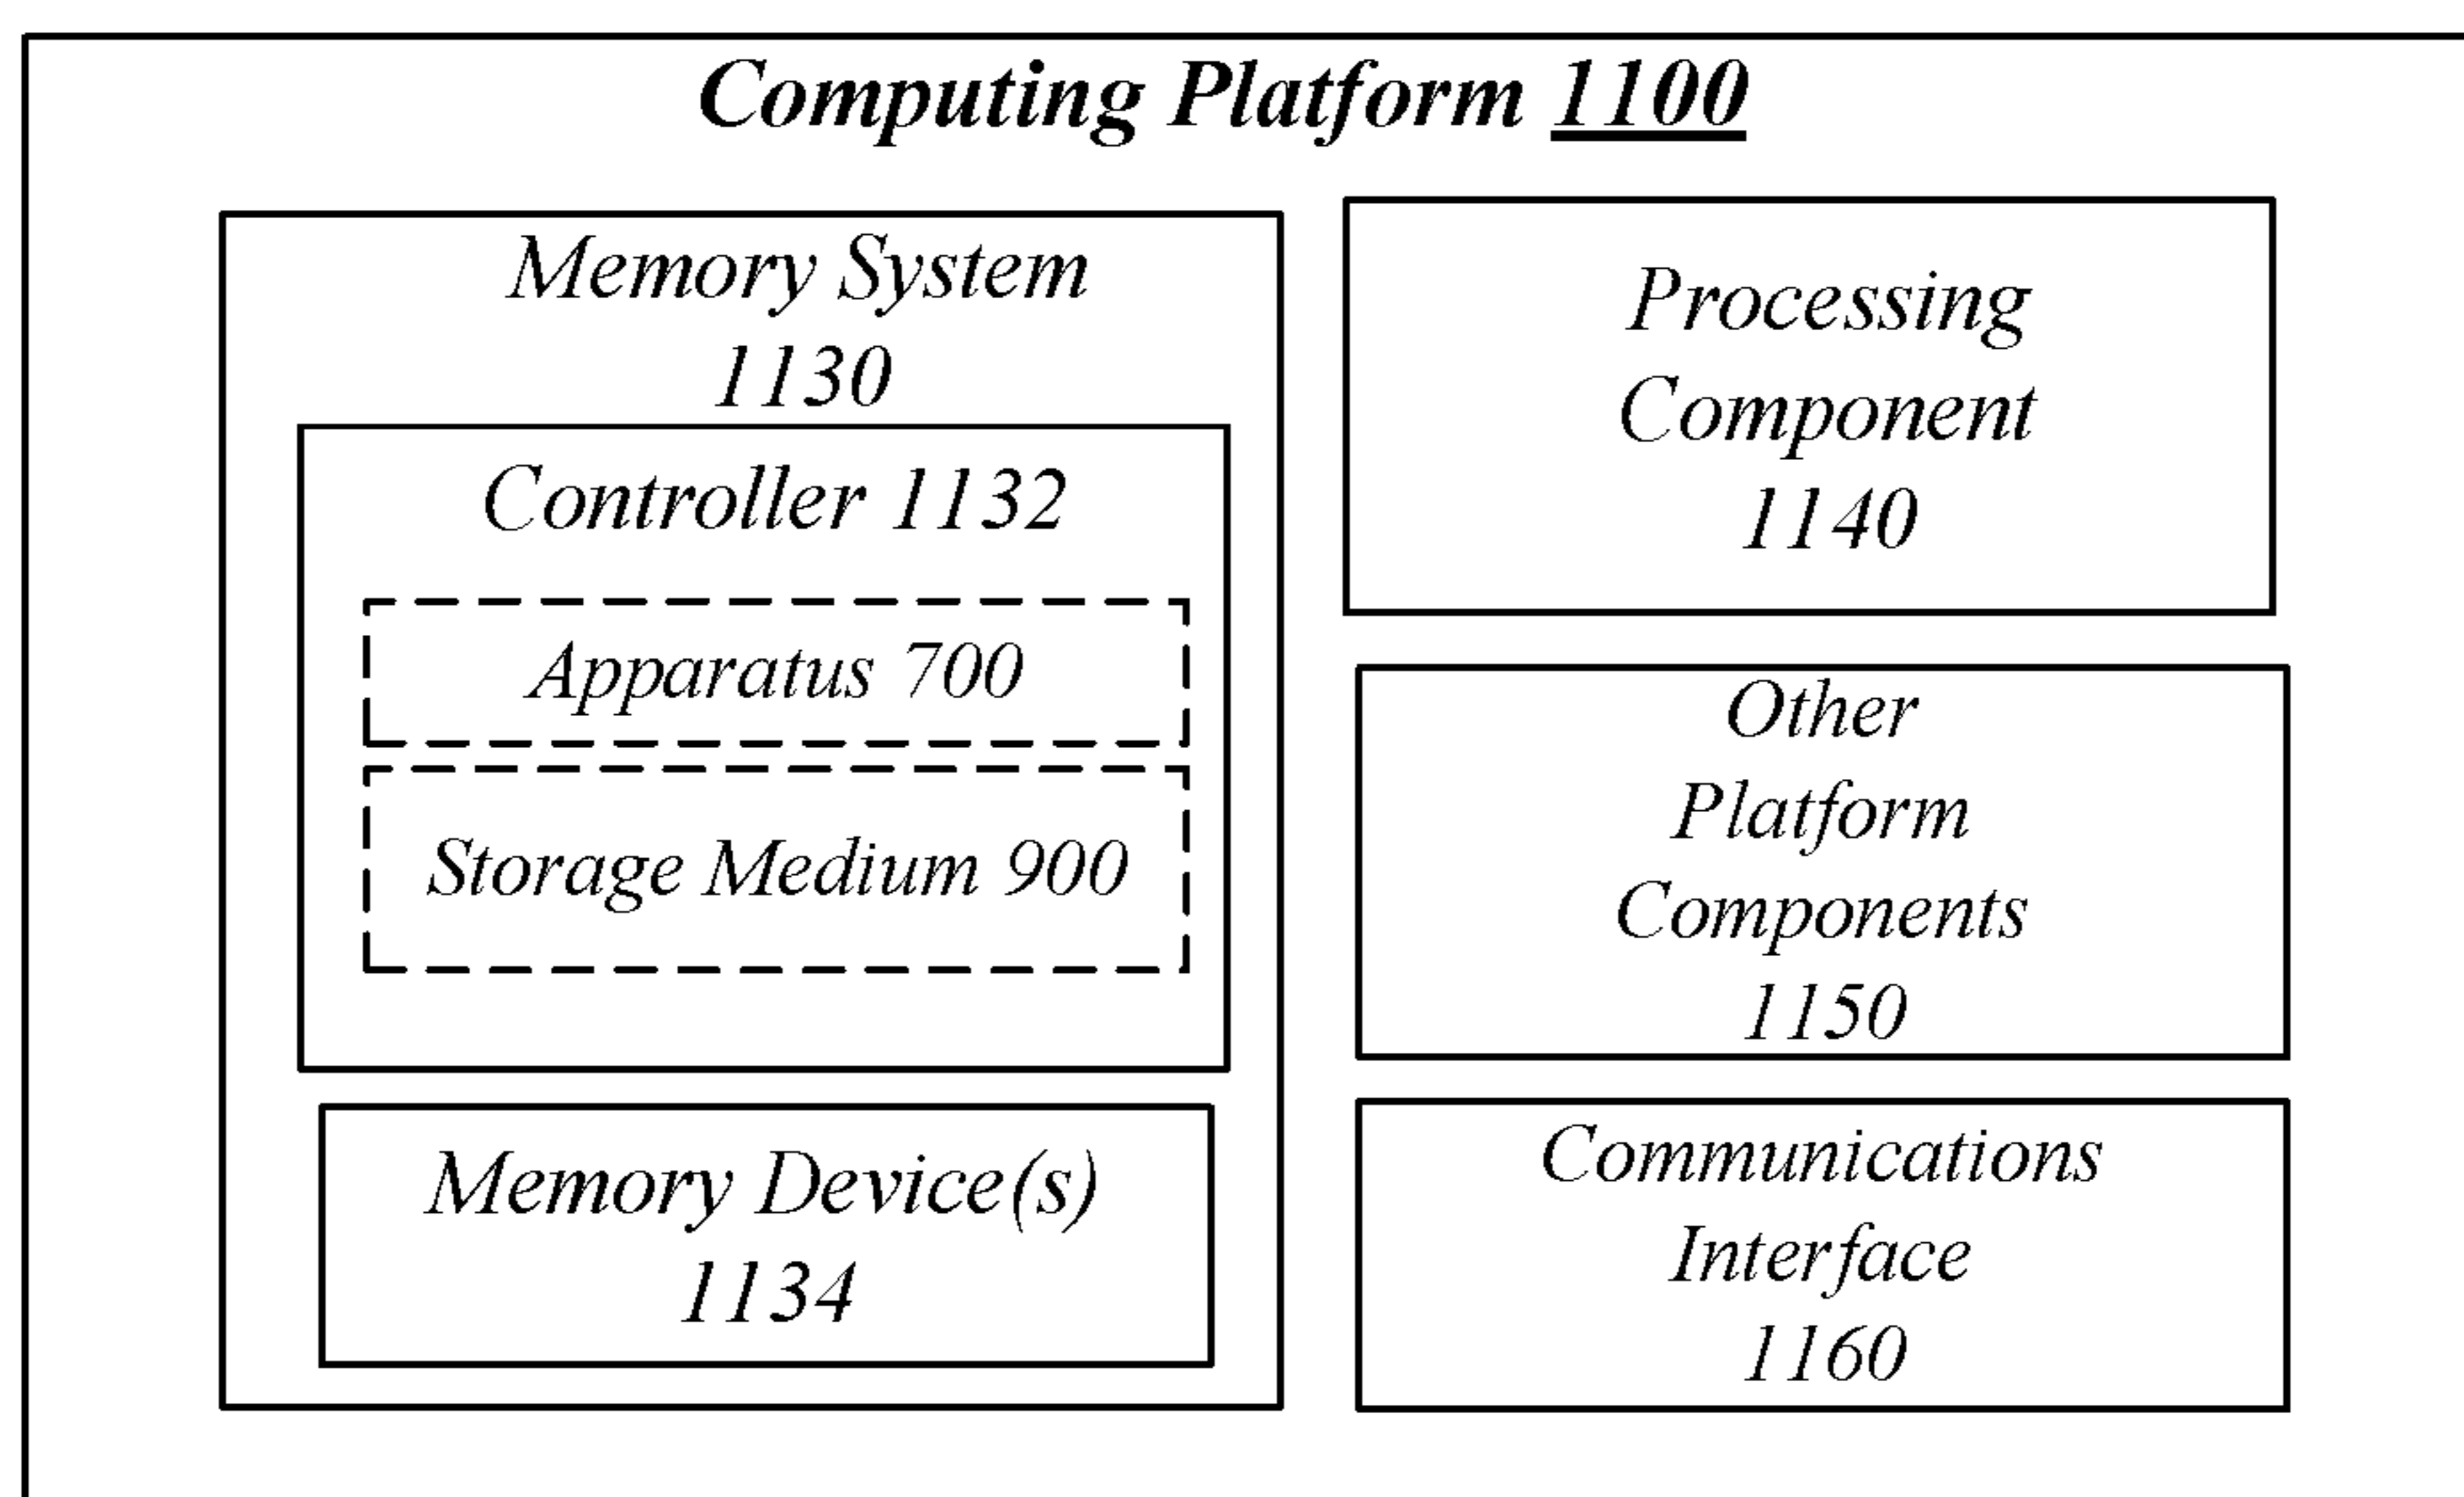 Computing Platform 1100
Memory System
1130
Controller 1132
Apparatus 700
Storage Medium 900
Memory Device(s)
1134
Processing
Component
1140
Other
Platform
Components
1150
Communications
Interface
1160